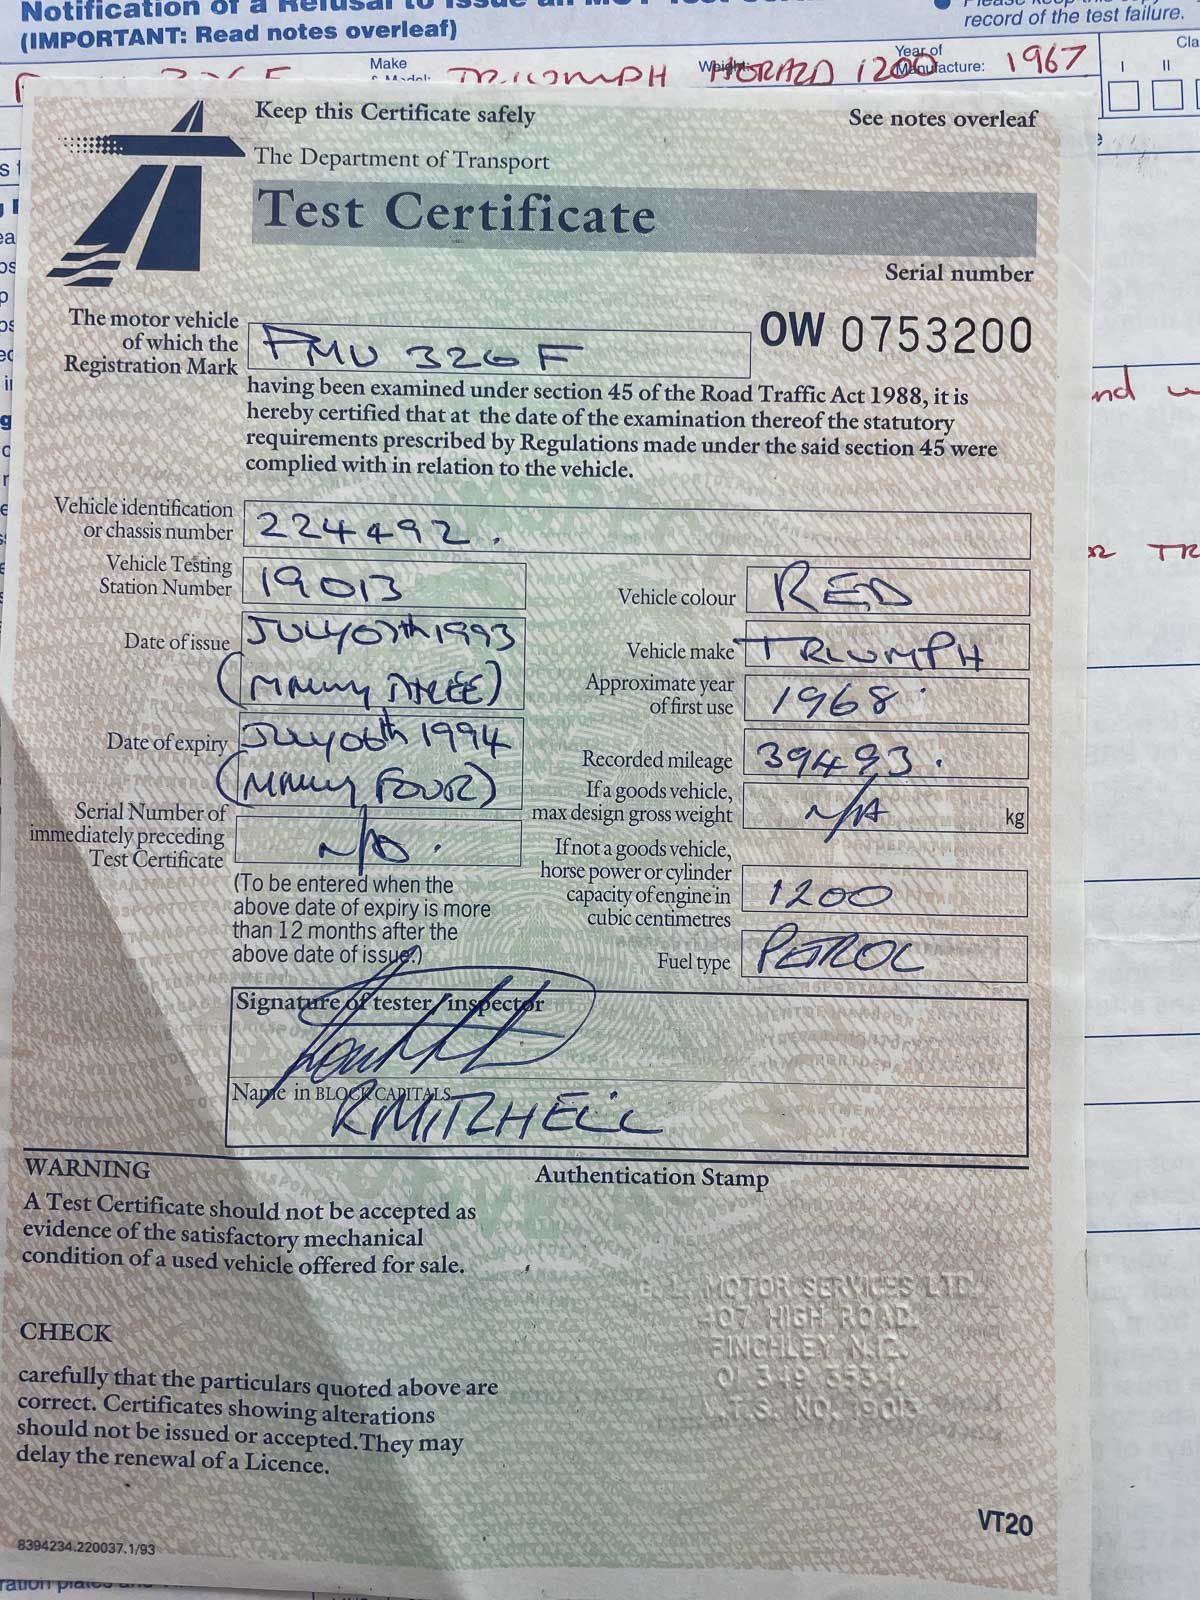 Notification of a Refusal to Issue an MOT Test
(IMPORTANT: Read notes overleaf)
record of the test failure.
Make
& Model:
TRIUMPH HERALD 1200
Weight:
Year of
Manufacture:
1967
I II
Keep this Certificate safely
See notes overleaf
The Department of Transport
Test Certificate
Serial number
OW 0753200
The motor vehicle
of which the
Registration Mark
FMU 326F
having been examined under section 45 of the Road Traffic Act 1988, it is
hereby certified that at the date of the examination thereof the statutory
requirements prescribed by Regulations made under the said section 45 were
complied with in relation to the vehicle.
Vehicle identification
or chassis number
224492.
Vehicle Testing
Station Number
19013
Vehicle colour
RED
Date of issue
JULY 07th 1993
(NINETY THREE)
Vehicle make
TRIUMPH
Approximate year
of first use
1968
Date of expiry
JULY 06th 1994
(NINETY FOUR)
Recorded mileage
39493.
If a goods vehicle,
max design gross weight
N/A
kg
Serial Number of
immediately preceding
Test Certificate
N/A.
(To be entered when the
above date of expiry is more
than 12 months after the
above date of issue.)
If not a goods vehicle,
horse power or cylinder
capacity of engine in
cubic centimetres
1200
Fuel type
PETROL
Signature of tester/inspector
Name in BLOCK CAPITALS
R MITCHELL
WARNING
A Test Certificate should not be accepted as
evidence of the satisfactory mechanical
condition of a used vehicle offered for sale.
Authentication Stamp
MOTOR SERVICES LTD.
407 HIGH ROAD,
FINCHLEY N.12.
V.T.S. NO. 19013
CHECK
carefully that the particulars quoted above are
correct. Certificates showing alterations
should not be issued or accepted. They may
delay the renewal of a Licence.
VT20
8394234.220037.1/93